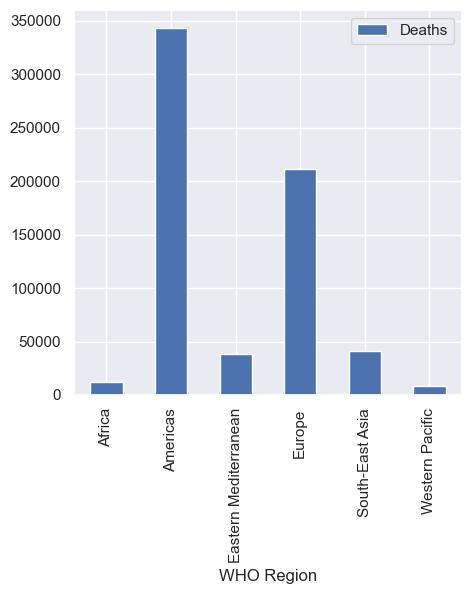 350000
300000
250000
200000
150000
100000
50000
0
Deaths
Africa
Americas
Eastern Mediterranean
Europe
South-East Asia
Western Pacific
WHO Region